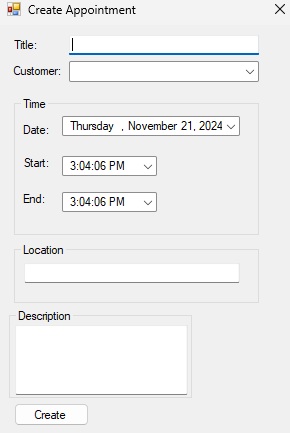 Create Appointment
Title:
Customer:
Time
Date: Thursday , November 21, 2024
Start: 3:04:06 PM
End: 3:04:06 PM
Location
Description
Create